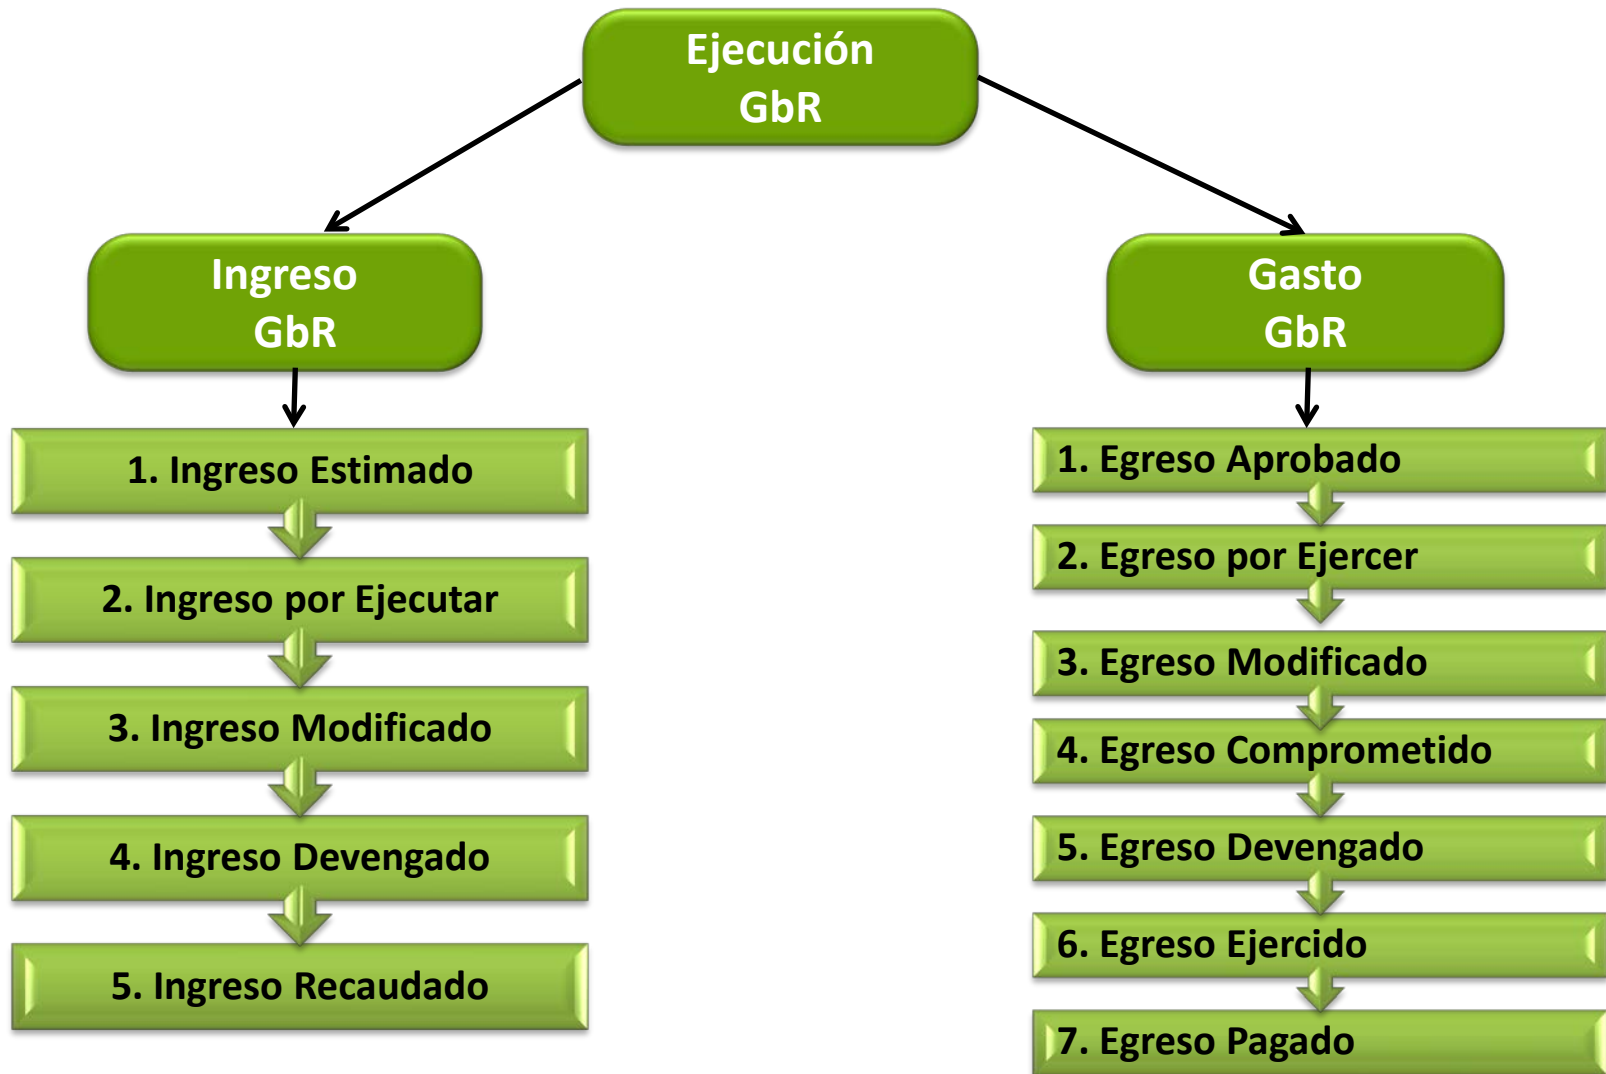 Ejecución
GbR
Ingreso
GbR
1. Ingreso Estimado
2. Ingreso por Ejecutar
3. Ingreso Modificado
4. Ingreso Devengado
5. Ingreso Recaudado
Gasto
GbR
1. Egreso Aprobado
2. Egreso por Ejercer
3. Egreso Modificado
4. Egreso Comprometido
5. Egreso Devengado
6. Egreso Ejercido
7. Egreso Pagado